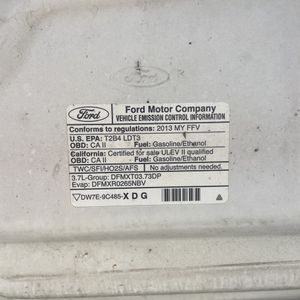 Ford
DP
Ford
Ford Motor Company
VEHICLE EMISSION CONTROL INFORMATION
Conforms to regulations: 2013 MY FFV
U.S. EPA: T2B4 LDT3
OBD: CA II Fuel: Gasoline/Ethanol
California: Certified for sale ULEV II qualified
OBD: CA II Fuel: Gasoline/Ethanol
TWC/SFI/HO2S/AFS No adjustments needed.
3.7L-Group: DFMXT03.73DP
Evap: DFMXR0265NBV
DW7E-9C485-XDG